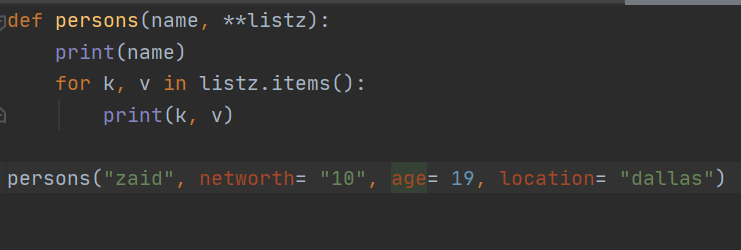 def persons(name, **listz):
    print(name)
    for k, v in listz.items():
        print(k, v)
persons("zaid", networth= "10", age= 19, location= "dallas")